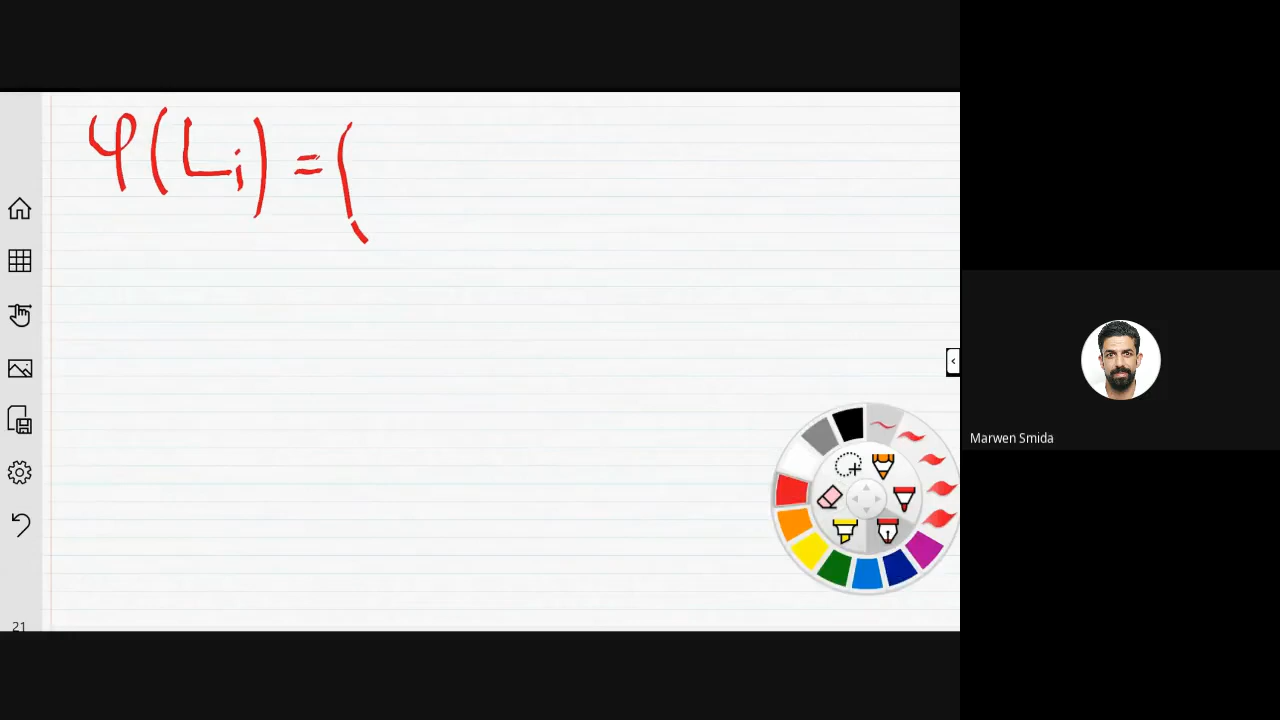 φ(Li) = (
Marwen Smida
21